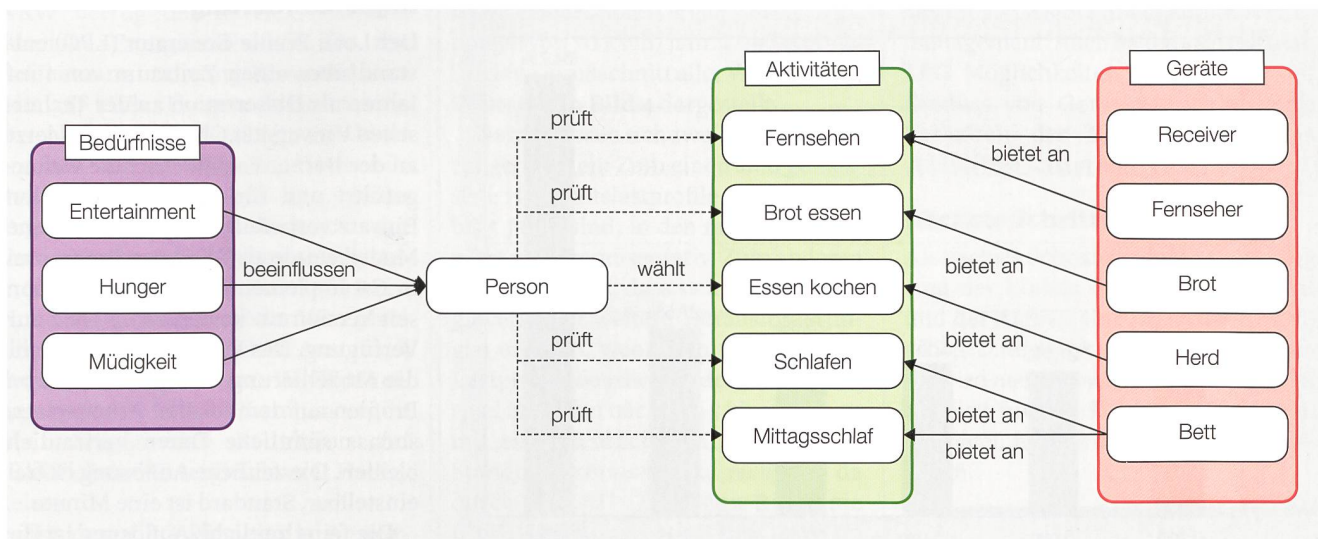 Bedürfnisse
Entertainment
Hunger
Müdigkeit
beeinflussen
Person
prüft
prüft
wählt
prüft
prüft
Aktivitäten
Fernsehen
Brot essen
Essen kochen
Schlafen
Mittagsschlaf
bietet an
bietet an
bietet an
bietet an
bietet an
Geräte
Receiver
Fernseher
Brot
Herd
Bett